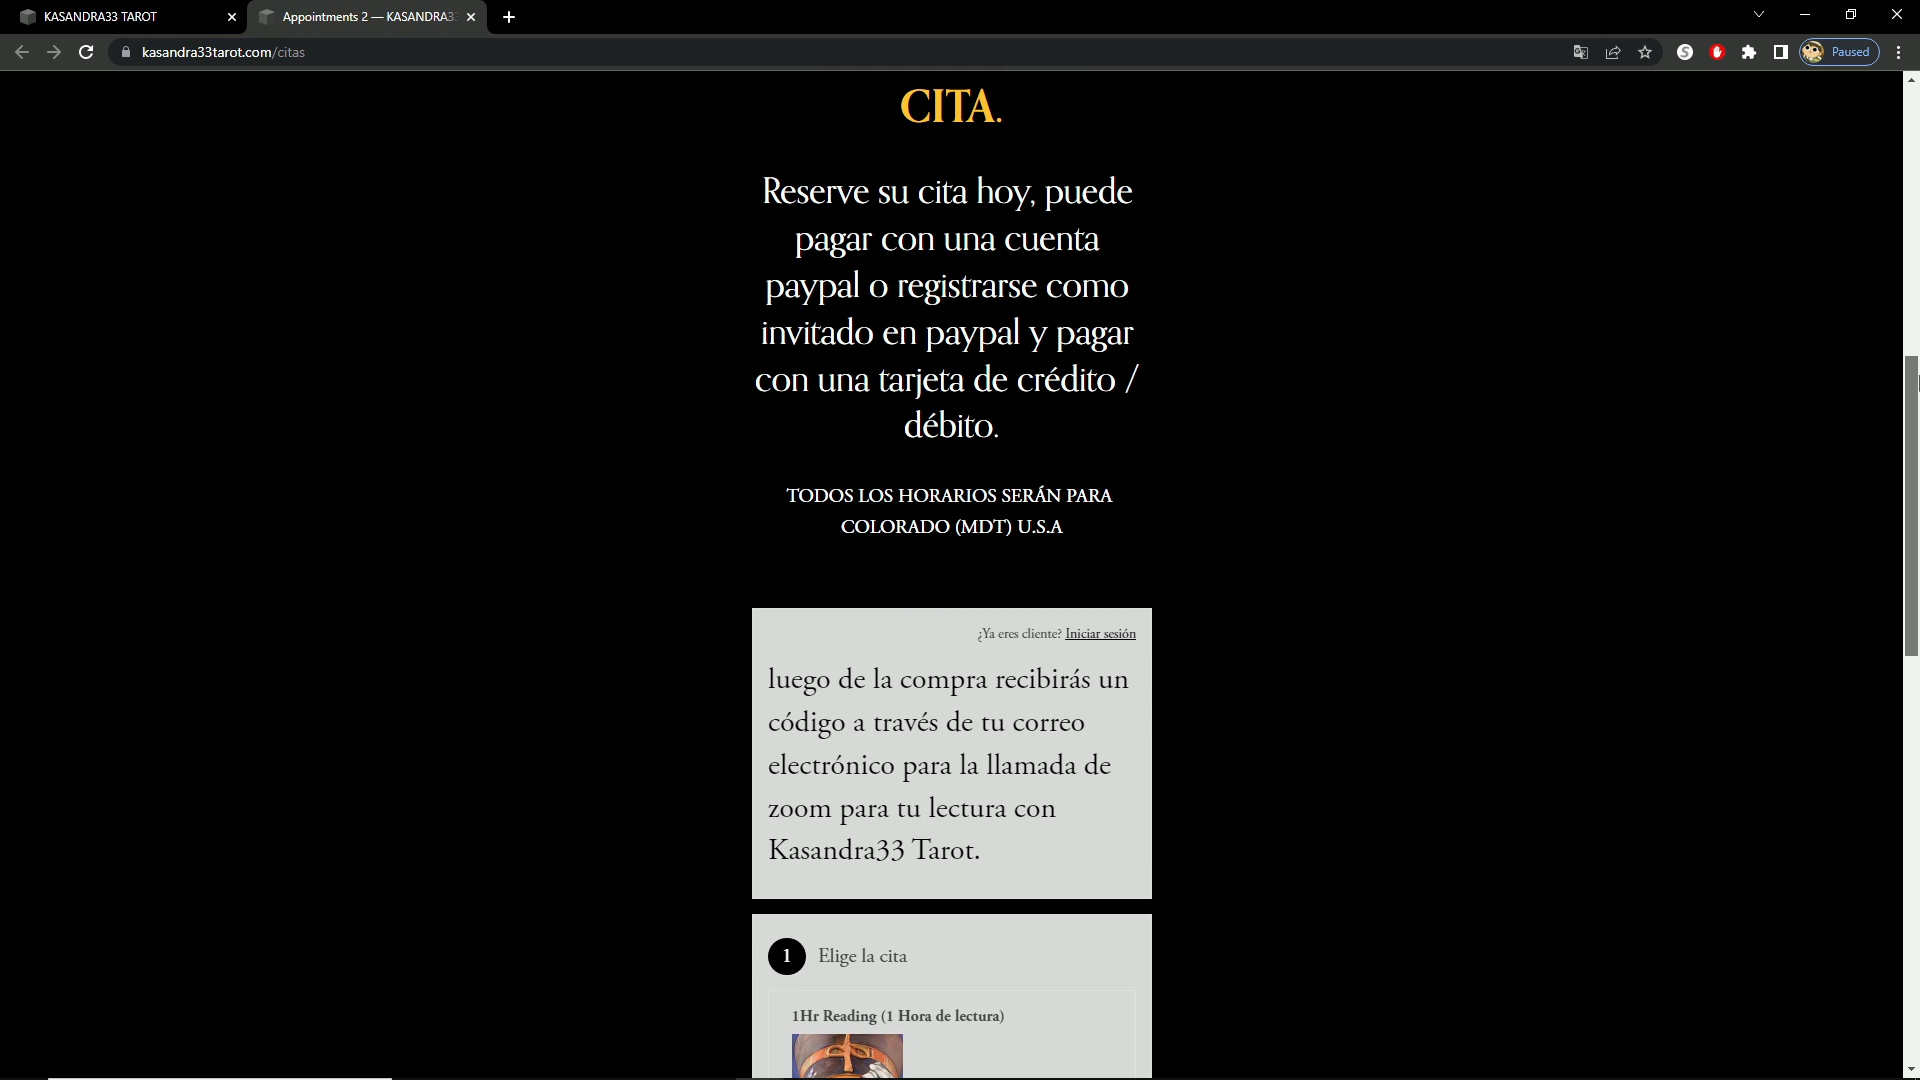 KASANDRA33 TAROT
Appointments 2 — KASANDRA33
kasandra33tarot.com/citas
Paused
CITA.
Reserve su cita hoy, puede
pagar con una cuenta
paypal o registrarse como
invitado en paypal y pagar
con una tarjeta de crédito /
débito.
TODOS LOS HORARIOS SERÁN PARA
COLORADO (MDT) U.S.A
¿Ya eres cliente? Iniciar sesión
luego de la compra recibirás un
código a través de tu correo
electrónico para la llamada de
zoom para tu lectura con
Kasandra33 Tarot.
1 Elige la cita
1Hr Reading (1 Hora de lectura)